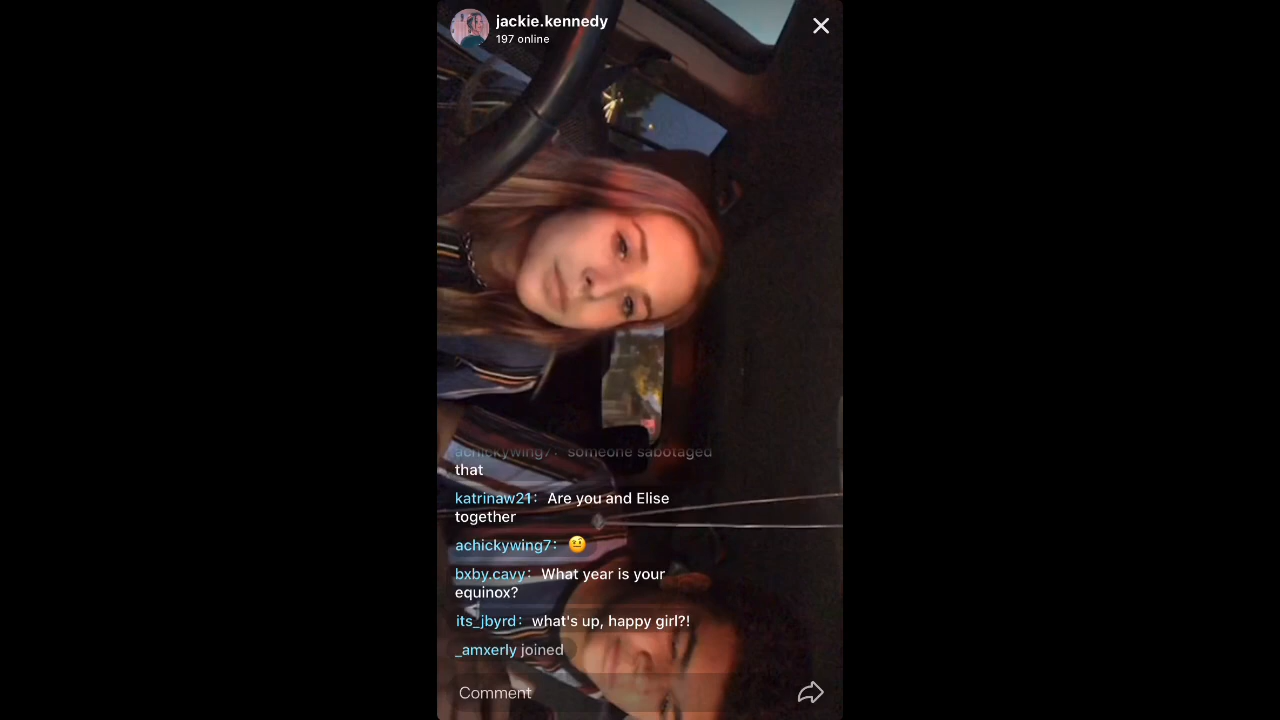 jackie.kennedy
197 online
achickywing7: someone sabotaged
that
katrinaw21: Are you and Elise
together
achickywing7: 🤨
bxby.cavy: What year is your
equinox?
its_jbyrd: what's up, happy girl?!
_amxerly joined
Comment